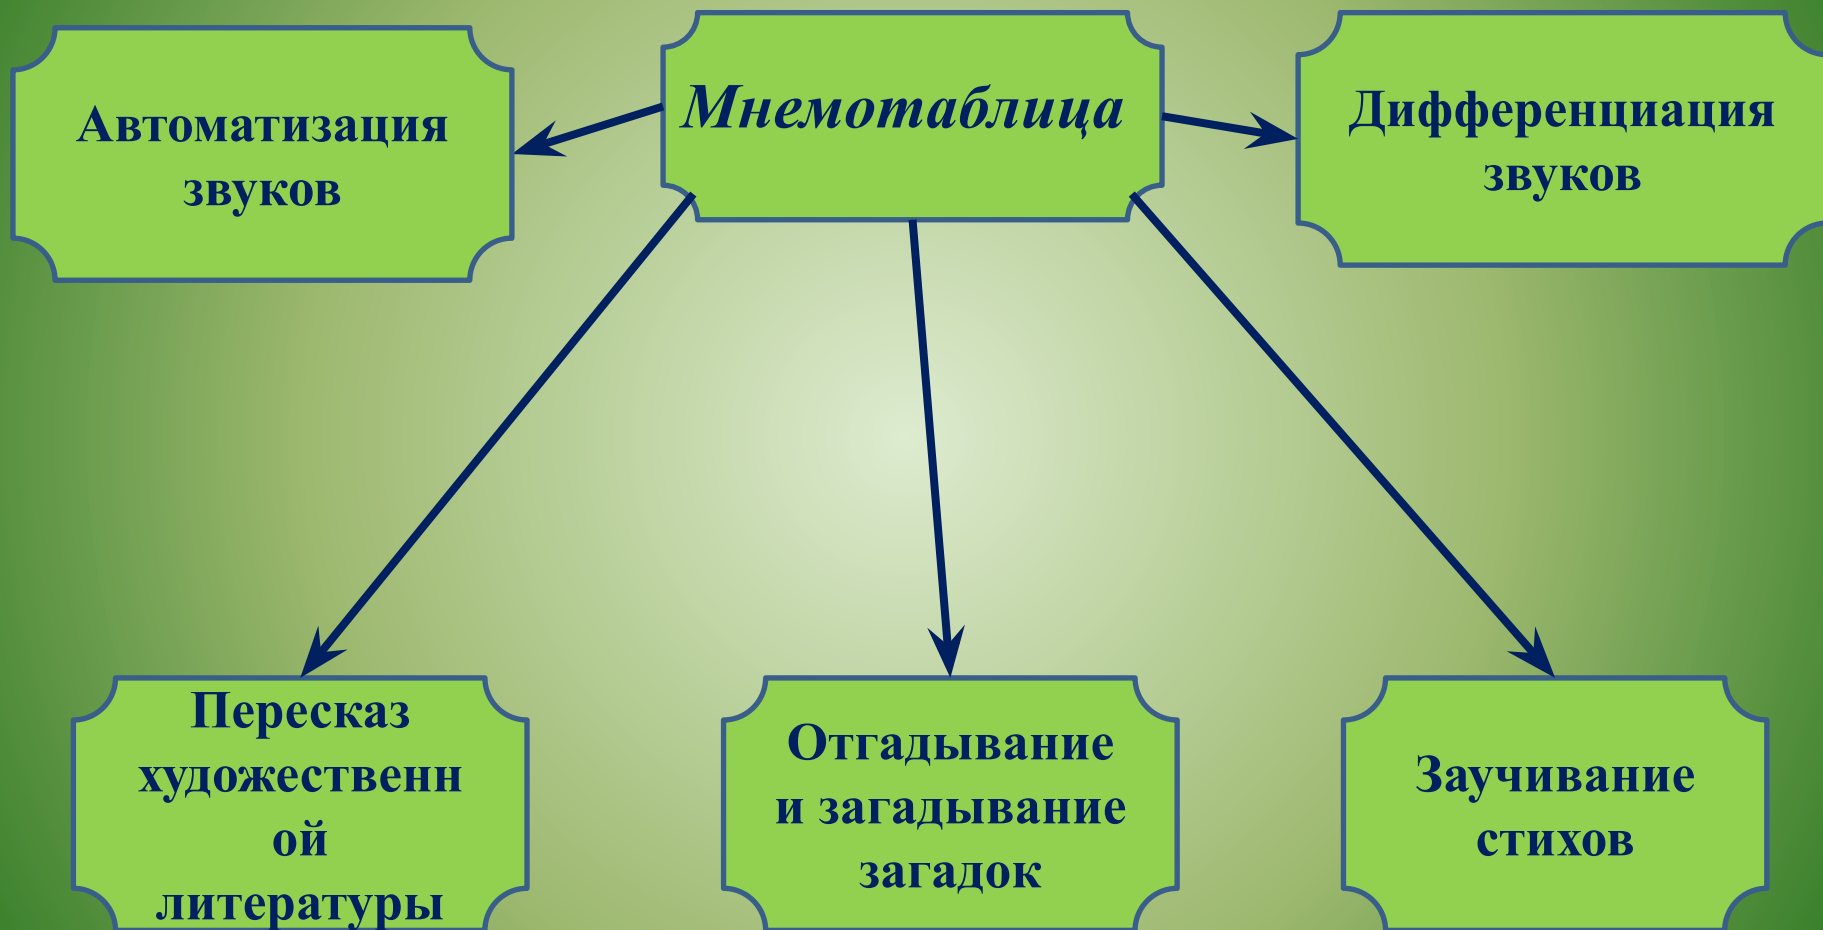 Мнемотаблица
Автоматизация
звуков
Дифференциация
звуков
Пересказ
художественн
ой
литературы
Отгадывание
и загадывание
загадок
Заучивание
стихов